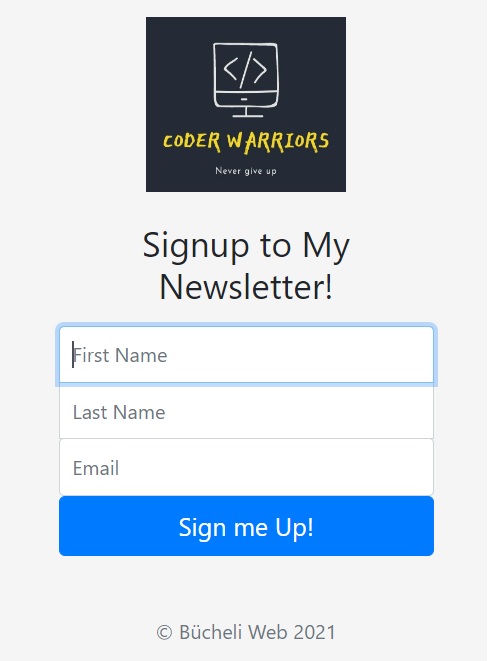 </>
CODER WARRIORS
Never give up
Signup to My
Newsletter!
First Name
Last Name
Email
Sign me Up!
© Bücheli Web 2021